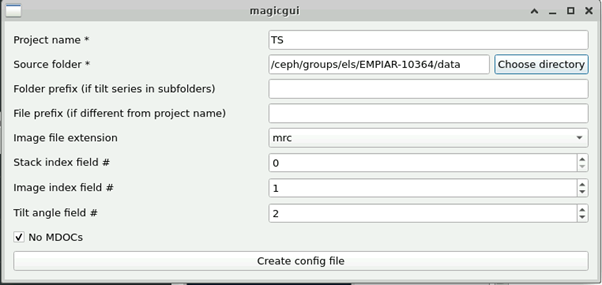 magicgui
Project name * TS
Source folder * /ceph/groups/els/EMPIAR-10364/data Choose directory
Folder prefix (if tilt series in subfolders)
File prefix (if different from project name)
Image file extension mrc
Stack index field # 0
Image index field # 1
Tilt angle field # 2
No MDOCs
Create config file